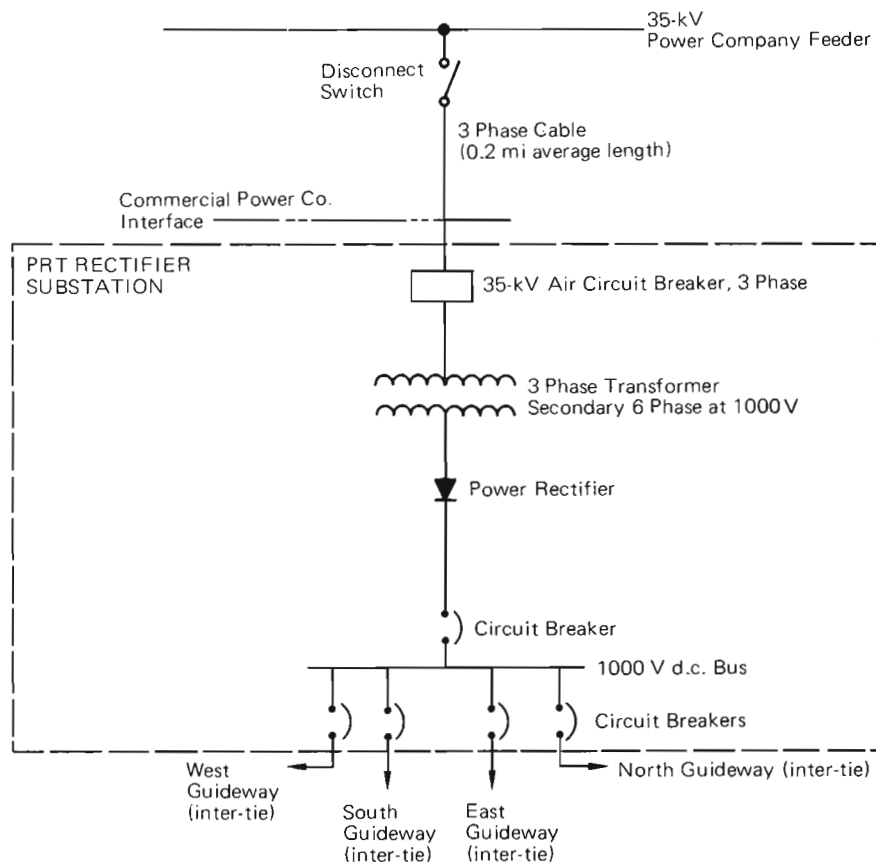 35-kV
Power Company Feeder
Disconnect
Switch
3 Phase Cable
(0.2 mi average length)
Commercial Power Co.
Interface
PRT RECTIFIER
SUBSTATION
35-kV Air Circuit Breaker, 3 Phase
3 Phase Transformer
Secondary 6 Phase at 1000 V
Power Rectifier
Circuit Breaker
1000 V d.c. Bus
Circuit Breakers
West
Guideway
(inter-tie)
South
Guideway
(inter-tie)
East
Guideway
(inter-tie)
North Guideway (inter-tie)